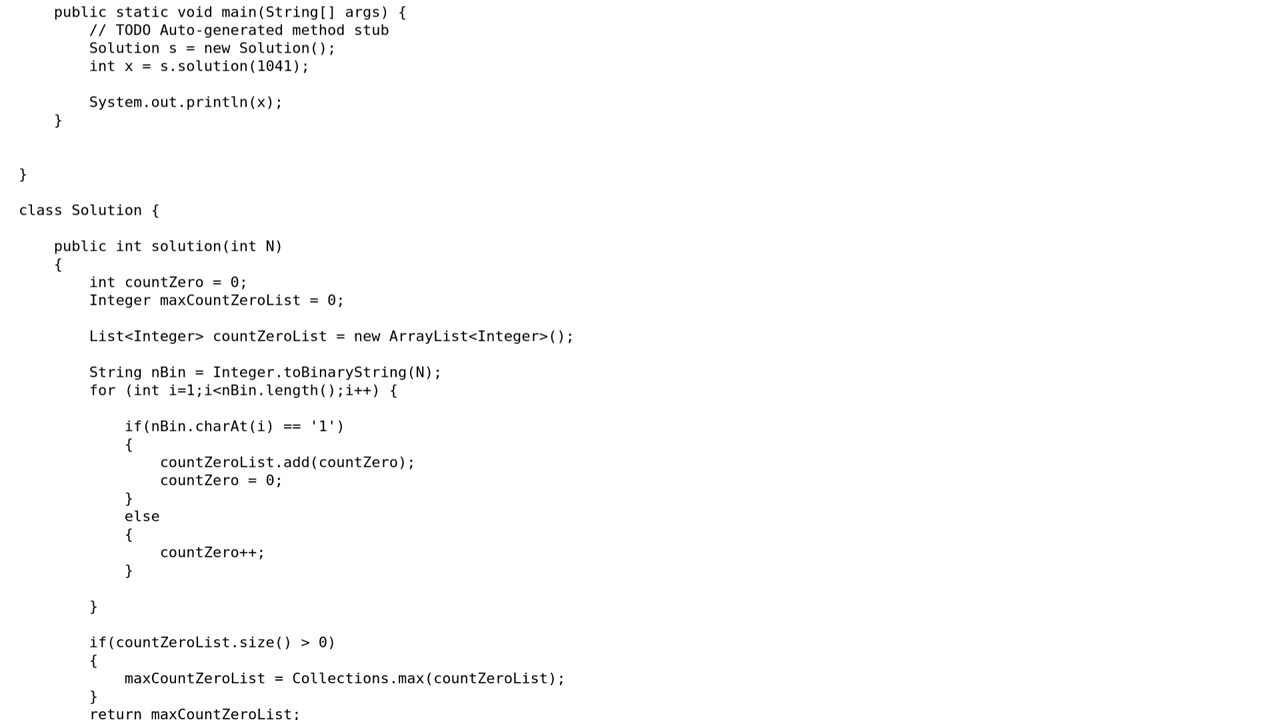 public static void main(String[] args) {
// TODO Auto-generated method stub
Solution s = new Solution();
int x = s.solution(1041);
System.out.println(x);
}
}
class Solution {
public int solution(int N)
{
int countZero = 0;
Integer maxCountZeroList = 0;
List<Integer> countZeroList = new ArrayList<Integer>();
String nBin = Integer.toBinaryString(N);
for (int i=1;i<nBin.length();i++) {
if(nBin.charAt(i) == '1')
{
countZeroList.add(countZero);
countZero = 0;
}
else
{
countZero++;
}
}
if(countZeroList.size() > 0)
{
maxCountZeroList = Collections.max(countZeroList);
}
return maxCountZeroList;